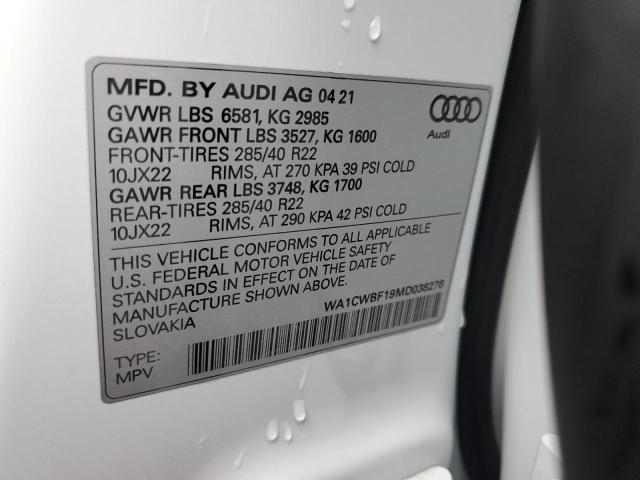 MFD. BY AUDI AG 04 21
GVWR LBS 6581, KG 2985
GAWR FRONT LBS 3527, KG 1600
FRONT-TIRES 285/40 R22
10JX22 RIMS, AT 270 KPA 39 PSI COLD
GAWR REAR LBS 3748, KG 1700
REAR-TIRES 285/40 R22
10JX22 RIMS, AT 290 KPA 42 PSI COLD
Audi
THIS VEHICLE CONFORMS TO ALL APPLICABLE
U.S. FEDERAL MOTOR VEHICLE SAFETY
STANDARDS IN EFFECT ON THE DATE OF
MANUFACTURE SHOWN ABOVE.
SLOVAKIA
WA1CWBF19MD038276
TYPE:
MPV